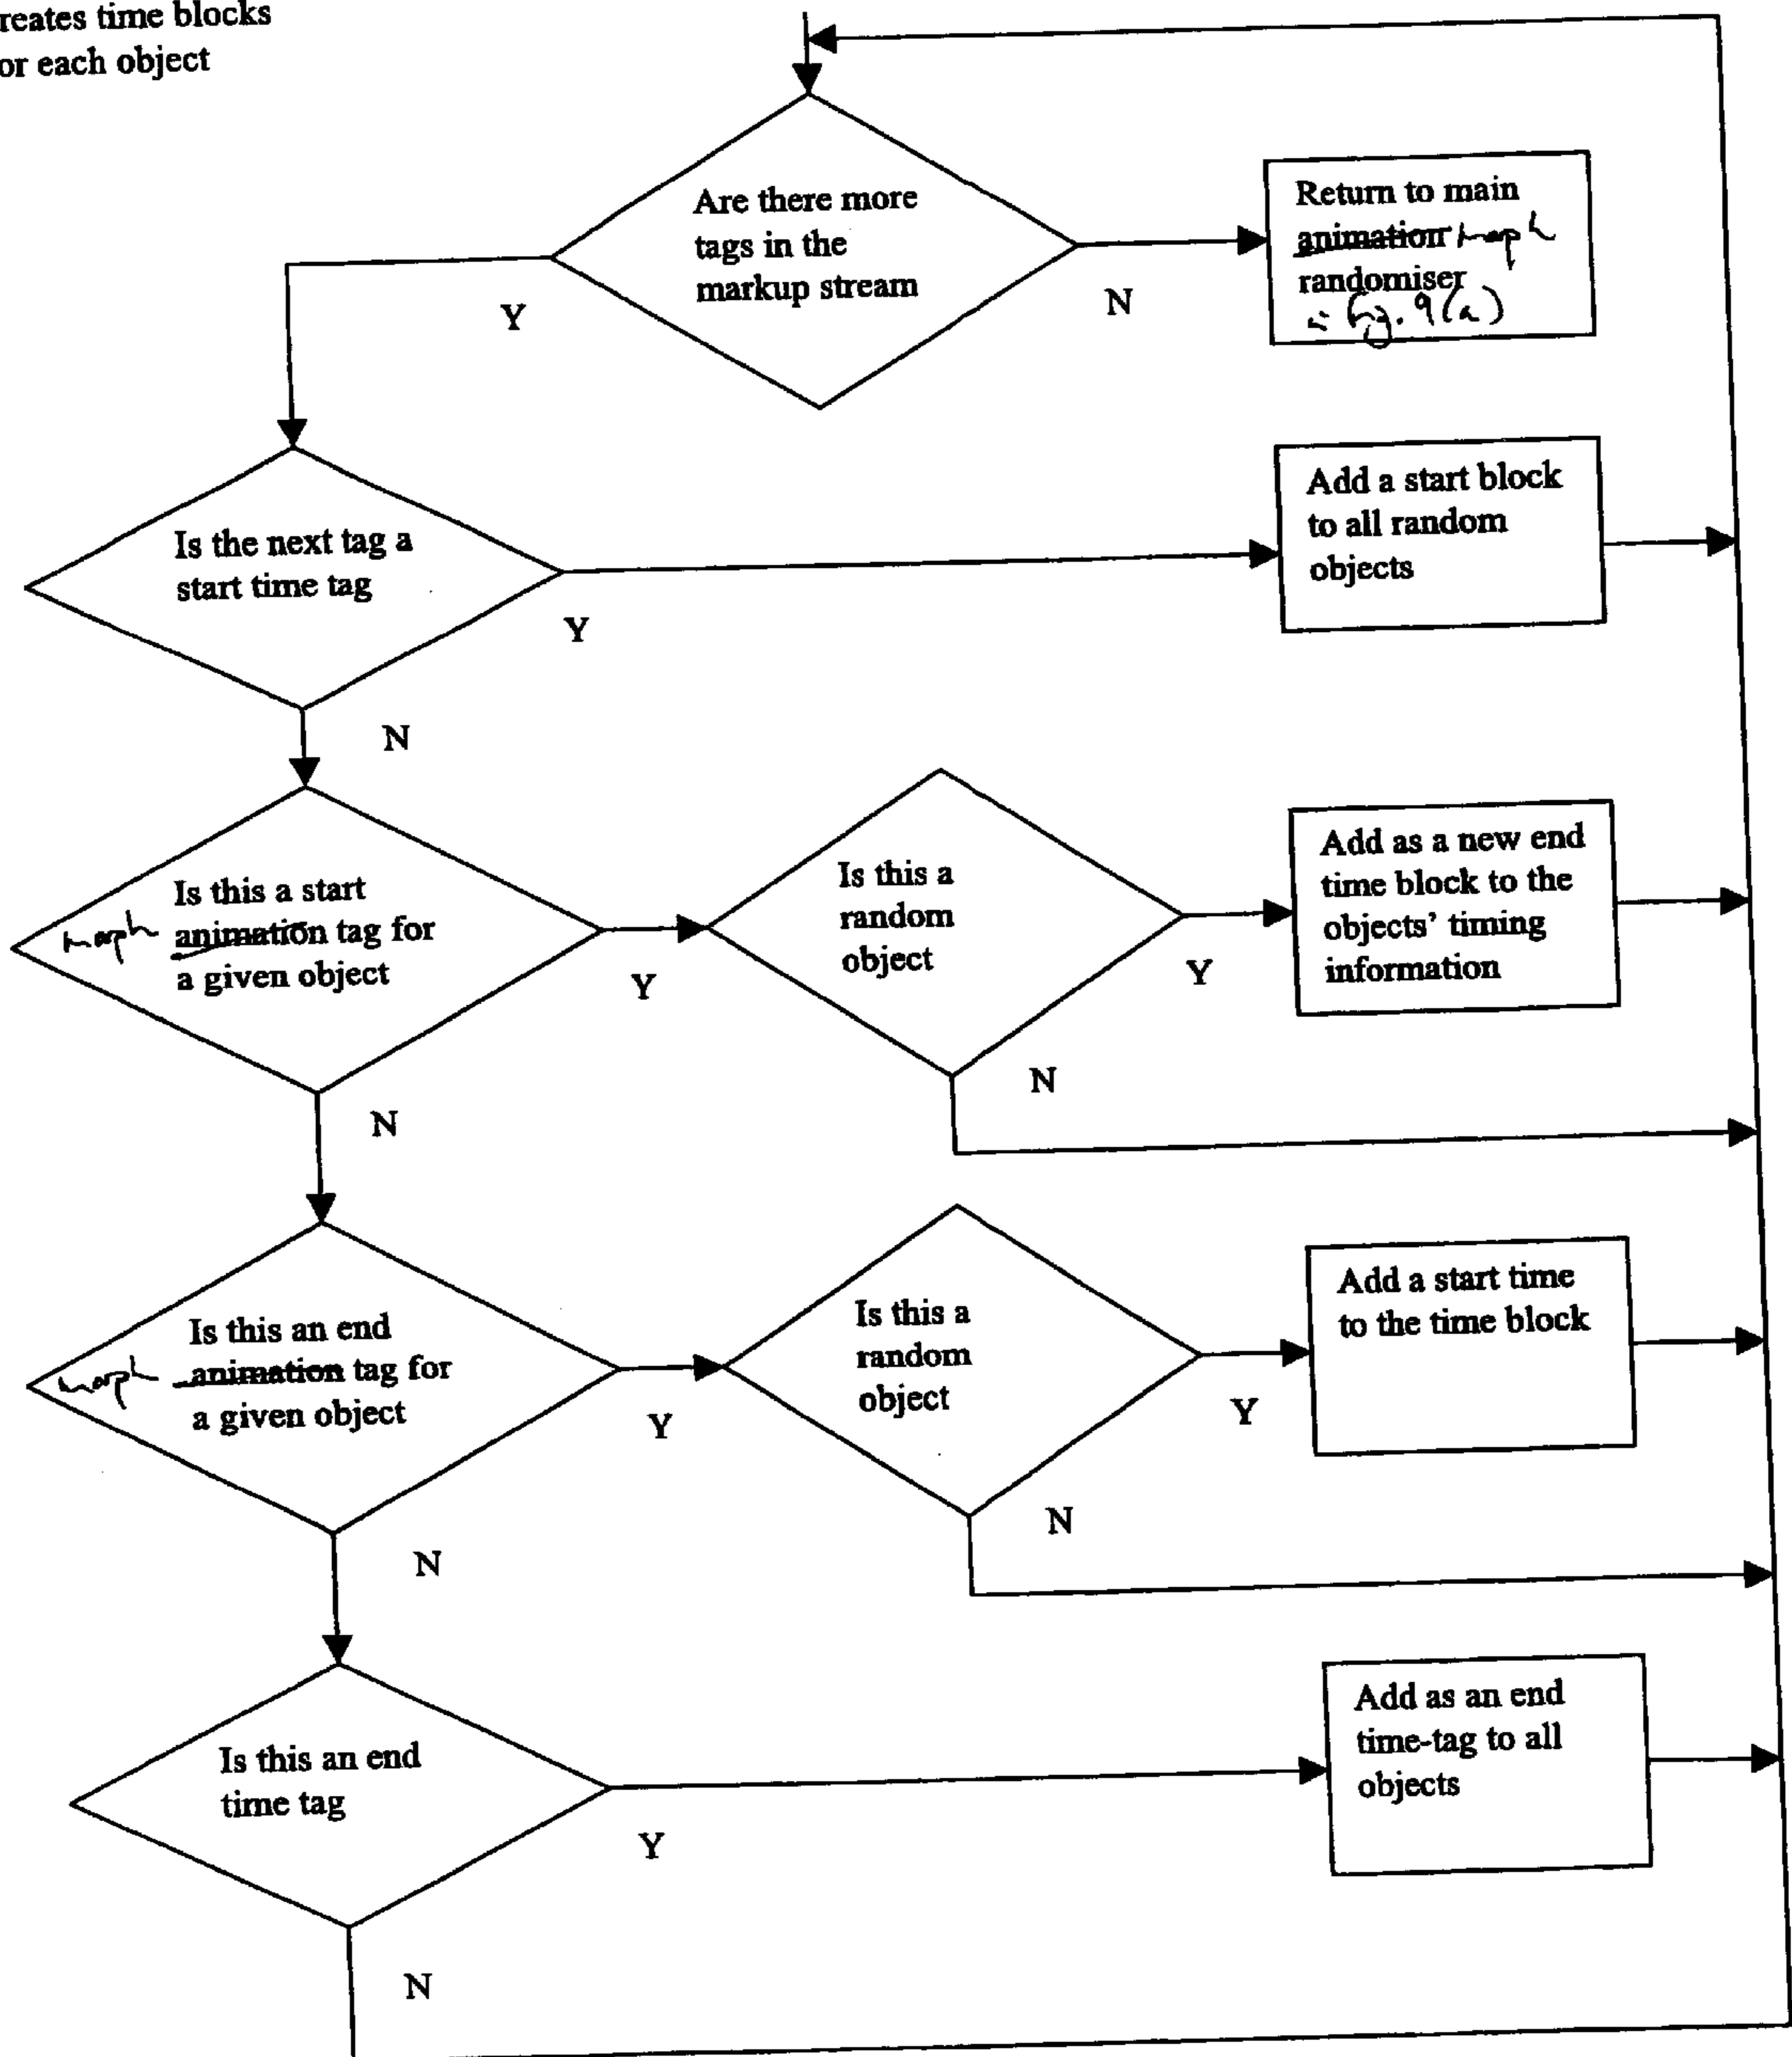 reates time blocks
or each object
Are there more
tags in the
markup stream
Y
N
Return to main
animation morph
randomiser
in fig. 9(a)
Is the next tag a
start time tag
Y
N
Add a start block
to all random
objects
Is this a start
morph animation tag for
a given object
Y
N
Is this a
random
object
Y
N
Add as a new end
time block to the
objects' timing
information
Is this an end
morph animation tag for
a given object
Y
N
Is this a
random
object
Y
N
Add a start time
to the time block
Is this an end
time tag
Y
N
Add as an end
time-tag to all
objects